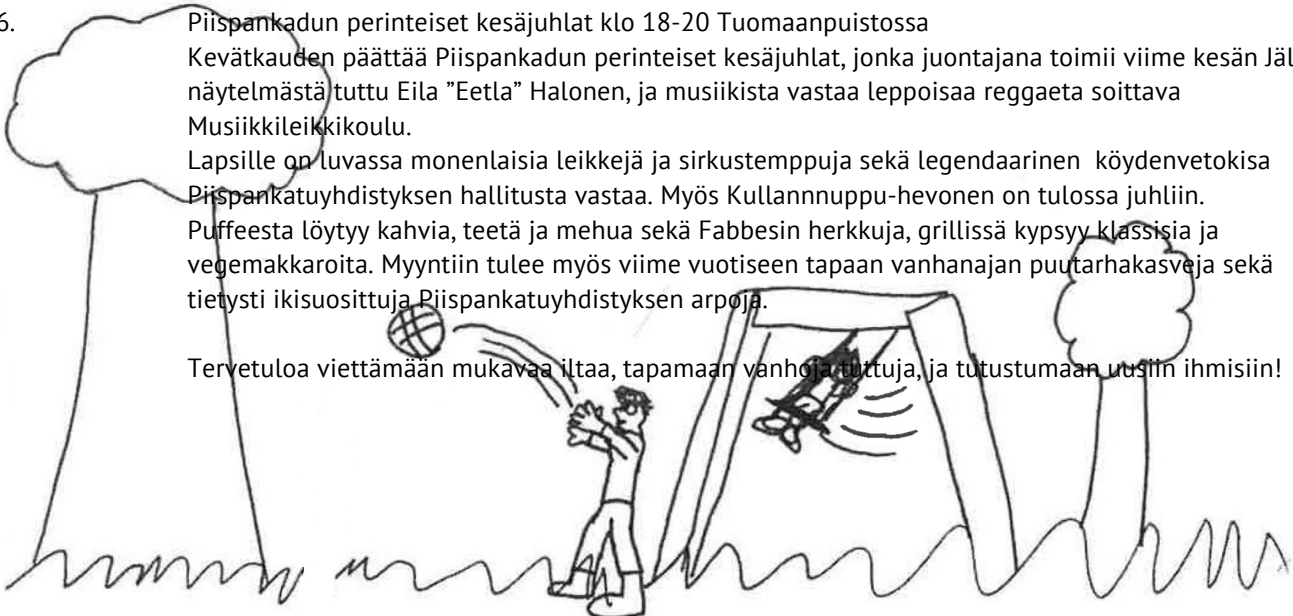 6. Piispankadun perinteiset kesäjuhlat klo 18-20 Tuomaanpuistossa
Kevätkauden päättää Piispankadun perinteiset kesäjuhlat, jonka juontajana toimii viime kesän Jäl
näytelmästä tuttu Eila ”Eetla” Halonen, ja musiikista vastaa leppoisaa reggaeta soittava
Musiikkileikkikoulu.
Lapsille on luvassa monenlaisia leikkejä ja sirkustemppuja sekä legendaarinen köydenvetokisa
Piispankatuyhdistyksen hallitusta vastaa. Myös Kullannnuppu-hevonen on tulossa juhliin.
Puffeesta löytyy kahvia, teetä ja mehua sekä Fabbesin herkkuja, grillissä kypsyy klassisia ja
vegemakkaroita. Myyntiin tulee myös viime vuotiseen tapaan vanhanajan puutarhakasveja sekä
tietysti ikisuosittuja Piispankatuyhdistyksen arpoja.
Tervetuloa viettämään mukavaa iltaa, tapamaan vanhoja tuttuja, ja tutustumaan uusiin ihmisiin!